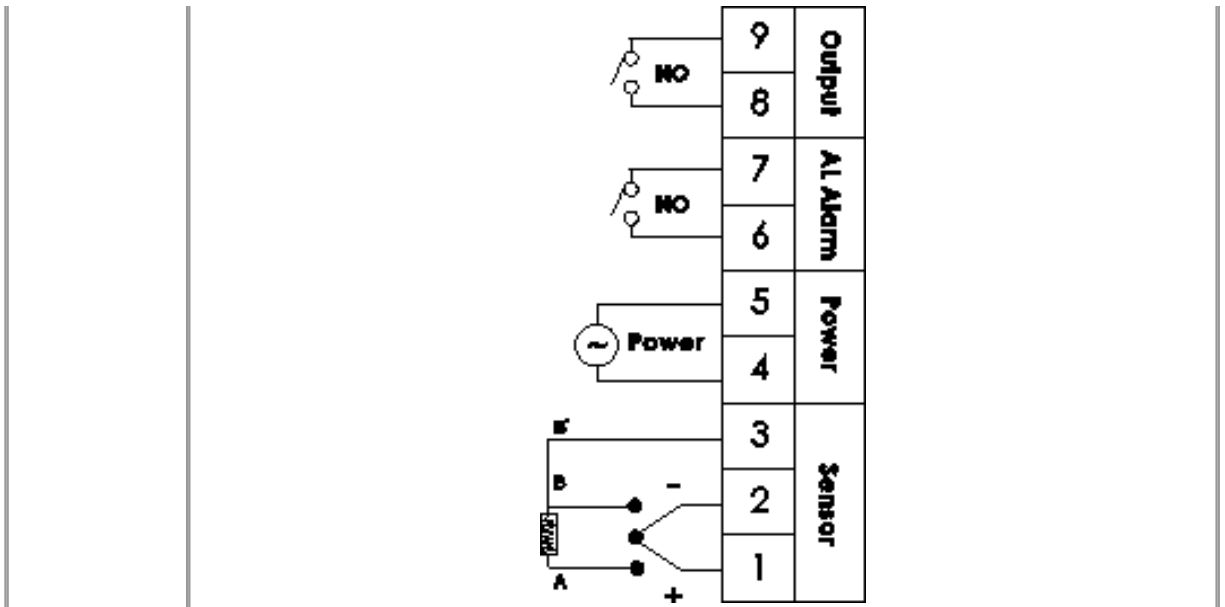 9
Output
NO
8
7
AL Alarm
NO
6
5
Power
~ Power
4
B'
3
B
-
2
Sensor
1
A
+